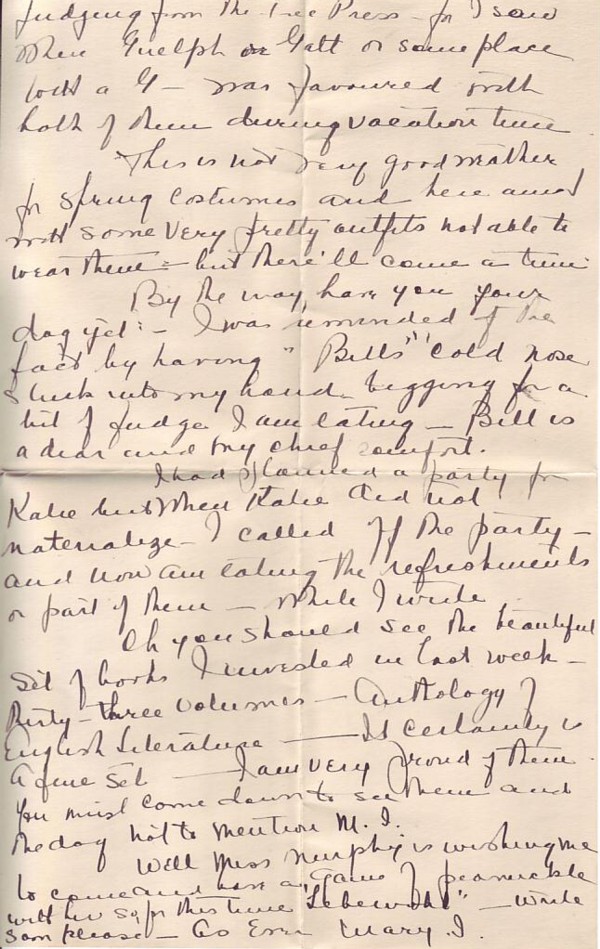 judging from the Free Press - for I saw
where Guelph or Galt or some place
with a G - was favoured with
both of them during vacation time
This is not very good weather
for spring costumes and here am I
with some very pretty outfits not able to
wear them - but there'll come a time
By the way, have you your
dog yet? - I was reminded of the
fact by having "Bill's" cold nose
stuck into my hand begging for a
bit of fudge I am eating - Bill is
a dear and my chief comfort.
I had planned a party for
Katie but when Katie did not
materialize - I called off the party -
and now am eating the refreshments
or part of them - while I write
Oh you should see the beautiful
set of books I invested in last week -
thirty-three volumes - Anthology of
English Literature - It certainly is
a fine set - I am very proud of them.
You must come down to see them and
the dog not to mention M. I.
Well Miss Murphy is wishing me
to come and have a game of peanuckle
with her so for this time "Lebewohl" - write
soon please - As Ever Mary I.